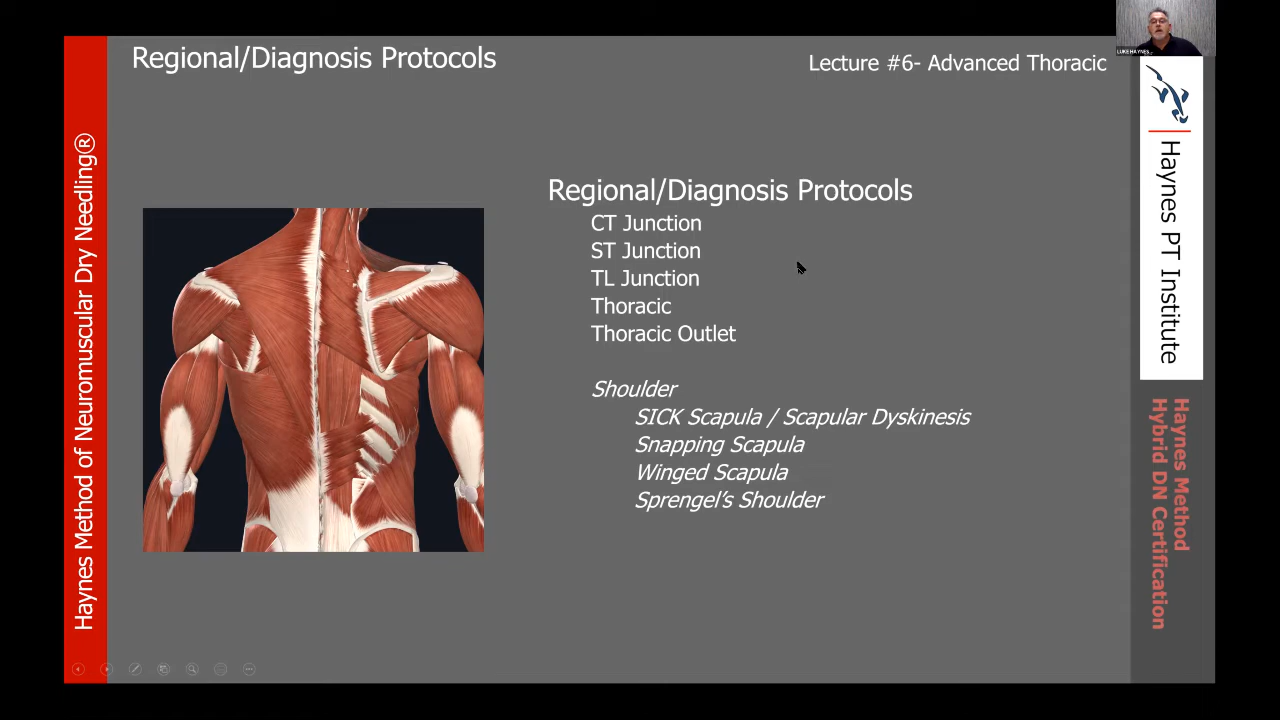 Regional/Diagnosis Protocols
Lecture #6- Advanced Thoracic
LUKE HAYNES
Haynes Method of Neuromuscular Dry Needling®
Regional/Diagnosis Protocols
CT Junction
ST Junction
TL Junction
Thoracic
Thoracic Outlet
Shoulder
SICK Scapula / Scapular Dyskinesis
Snapping Scapula
Winged Scapula
Sprengel's Shoulder
Haynes PT Institute
Haynes Method
Hybrid DN Certification